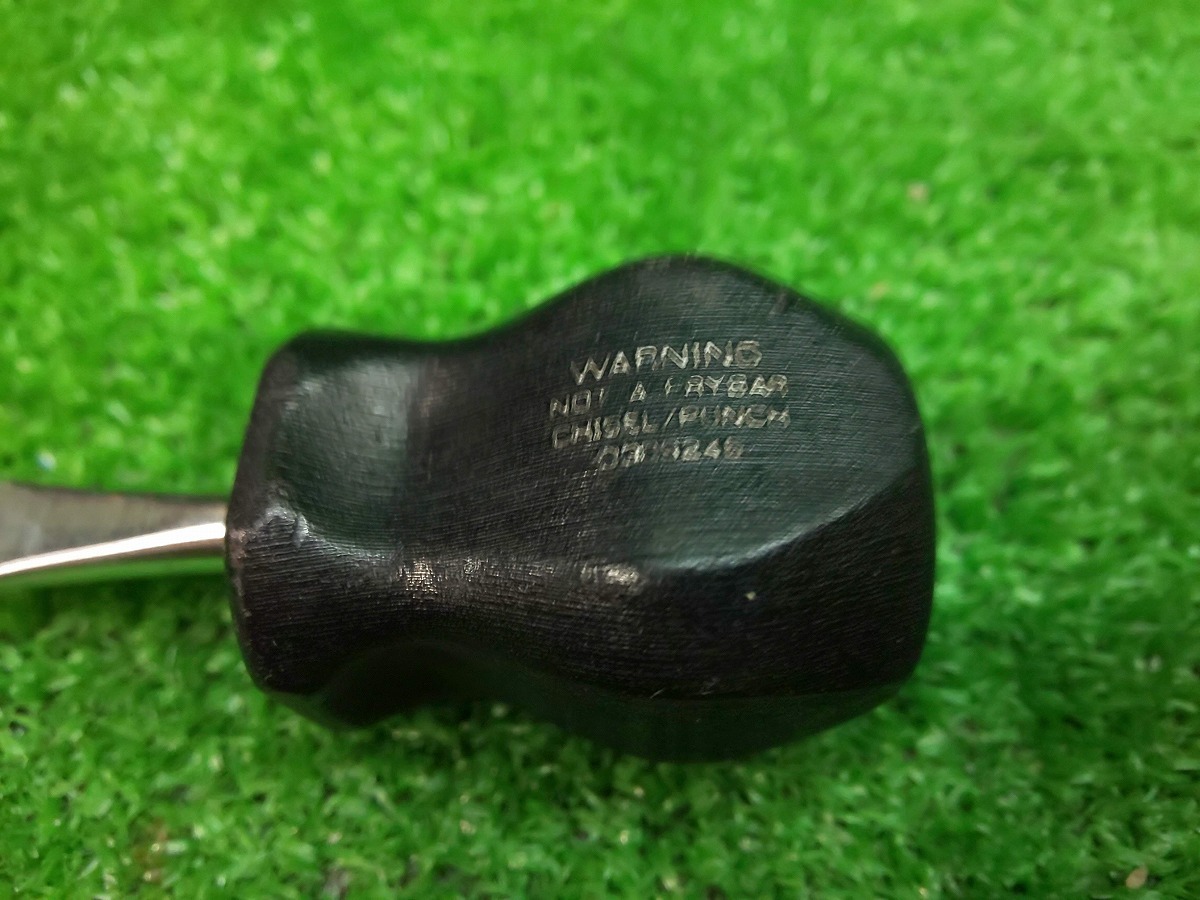 WARNING
NOT A PRYBAR
CHISEL/PUNCH